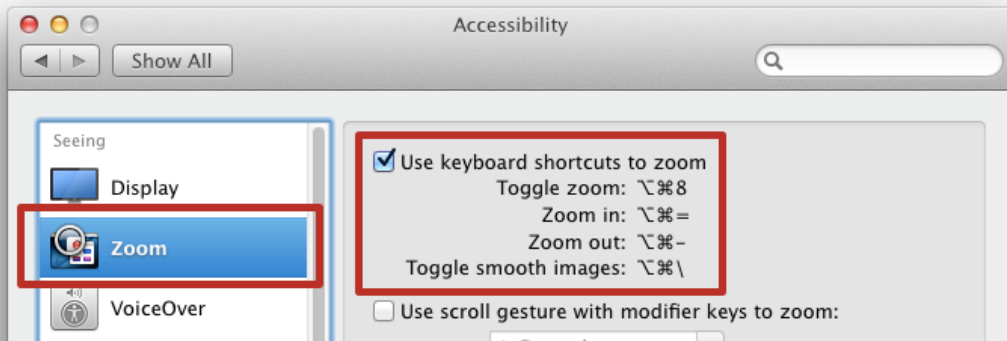 Accessibility
Show All
Seeing
Display
Zoom
VoiceOver
Use keyboard shortcuts to zoom
Toggle zoom: ⌥⌘8
Zoom in: ⌥⌘=
Zoom out: ⌥⌘-
Toggle smooth images: ⌥⌘\
Use scroll gesture with modifier keys to zoom: